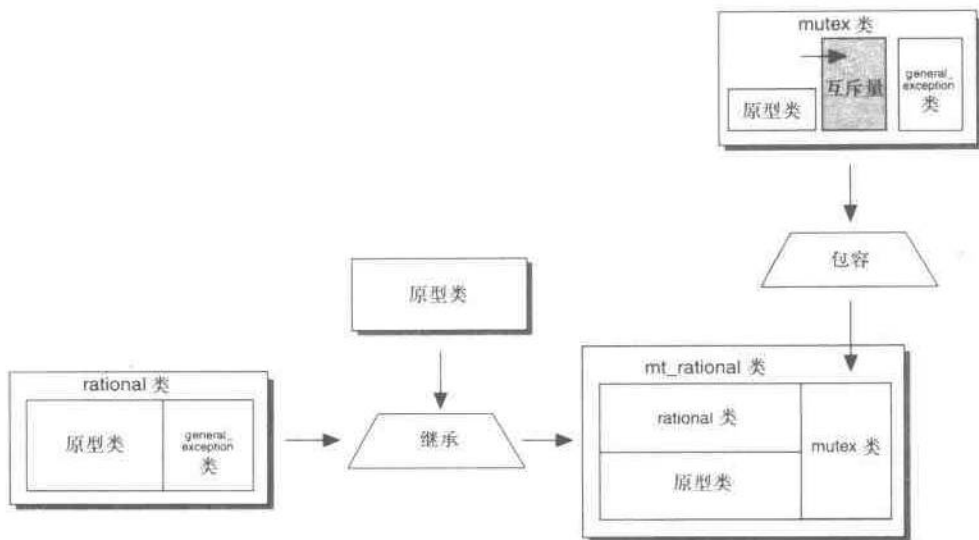 mutex 类
互斥量
general_
exception
类
原型类
包容
原型类
rational 类
原型类
general_
exception
类
继承
mt_rational 类
rational 类
原型类
mutex 类